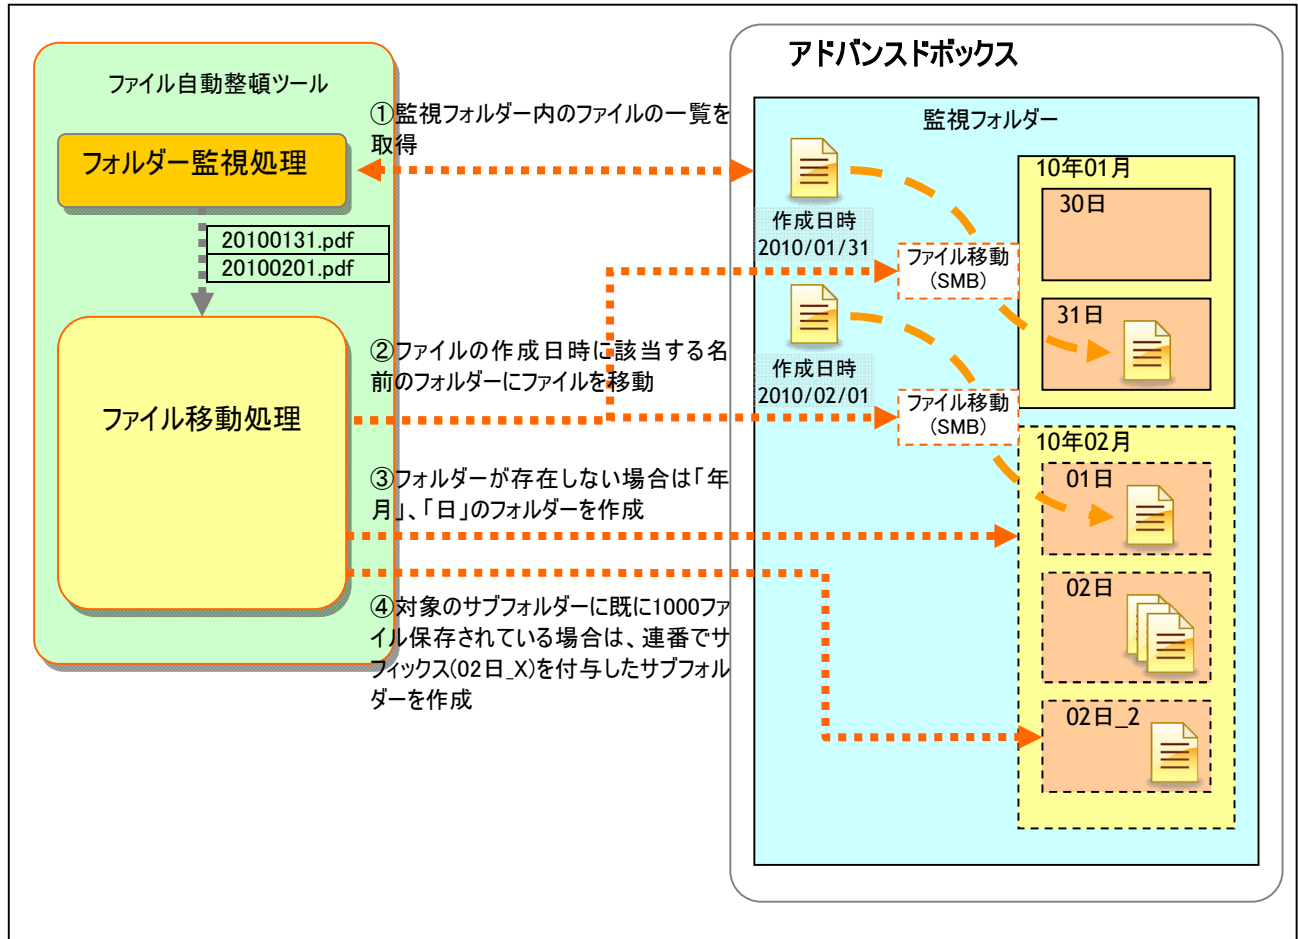 アドバンスドボックス
ファイル自動整頓ツール
フォルダー監視処理
20100131.pdf
20100201.pdf
ファイル移動処理
①監視フォルダー内のファイルの一覧を
取得
②ファイルの作成日時に該当する名
前のフォルダーにファイルを移動
③フォルダーが存在しない場合は「年
月」、「日」のフォルダーを作成
④対象のサブフォルダーに既に1000ファ
イル保存されている場合は、連番でサ
フィックス(02日_X)を付与したサブフォル
ダーを作成
監視フォルダー
作成日時
2010/01/31
ファイル移動
(SMB)
作成日時
2010/02/01
ファイル移動
(SMB)
10年01月
30日
31日
10年02月
01日
02日
02日_2